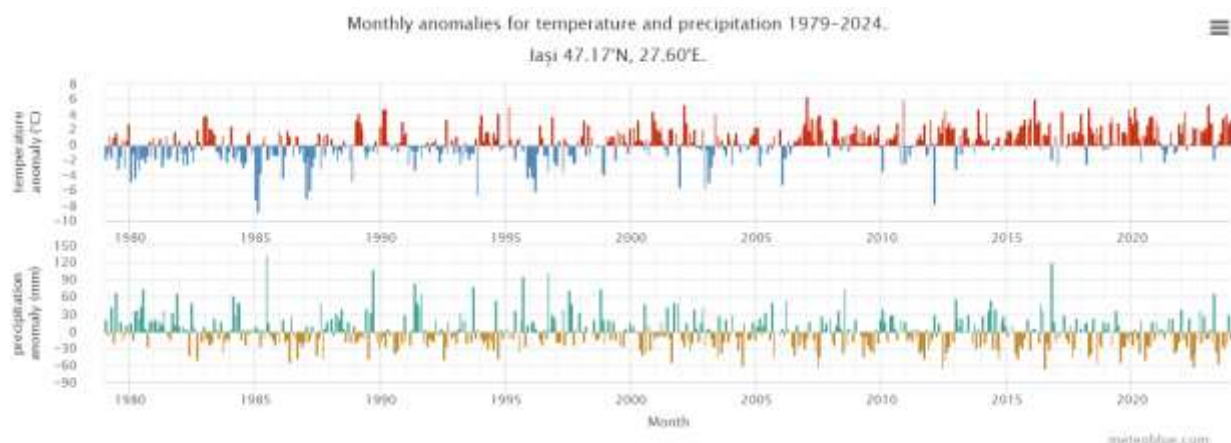 Monthly anomalies for temperature and precipitation 1979-2024.
Iași 47.17°N, 27.60°E.
temperature
anomaly (°C)
8
6
4
2
0
-2
-4
-6
-8
-10
1980 1985 1990 1995 2000 2005 2010 2015 2020
precipitation
anomaly (mm)
150
120
90
60
30
0
-30
-60
-90
1980 1985 1990 1995 2000 2005 2010 2015 2020
Month
meteoblue.com